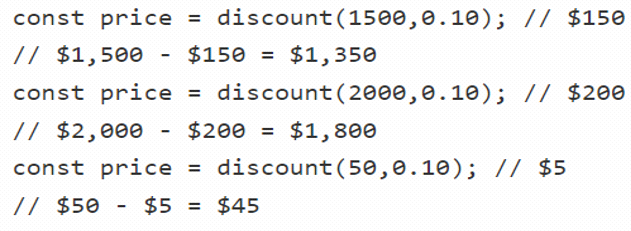 const price = discount(1500,0.10); // $150
// $1,500 - $150 = $1,350
const price = discount(2000,0.10); // $200
// $2,000 - $200 = $1,800
const price = discount(50,0.10); // $5
// $50 - $5 = $45